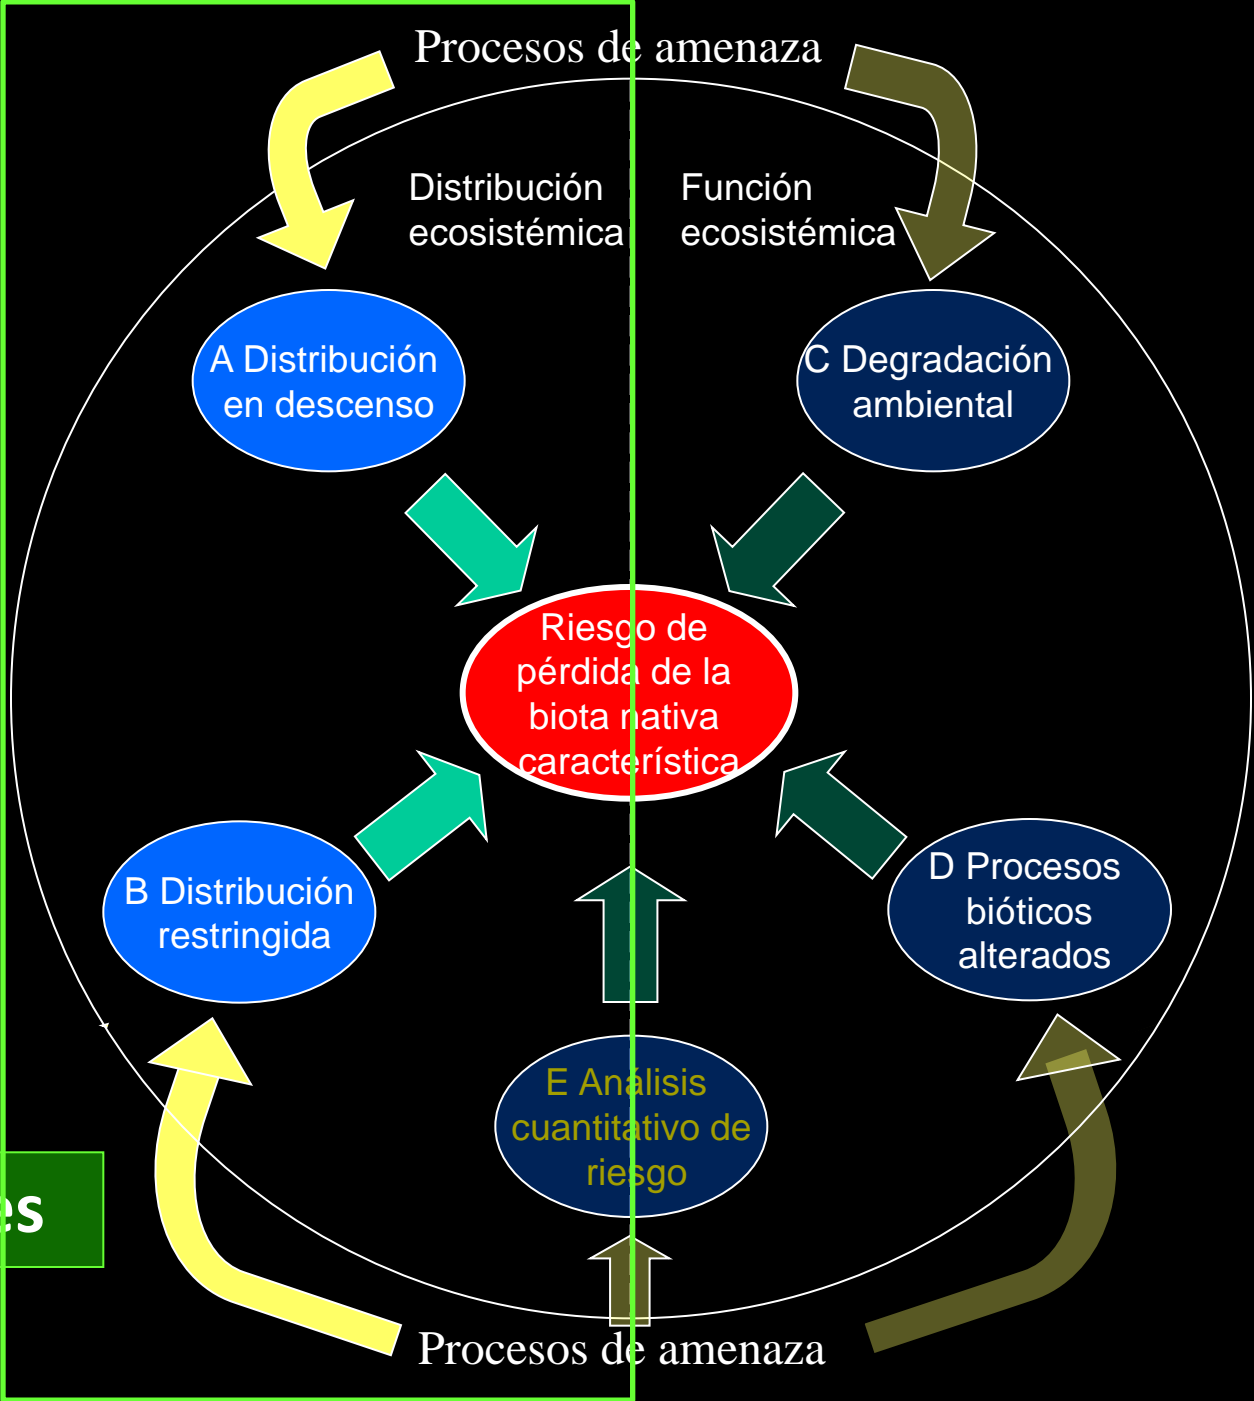 Procesos de amenaza
Distribución
ecosistémica
Función
ecosistémica
A Distribución
en descenso
C Degradación
ambiental
Riesgo de
pérdida de la
biota nativa
característica
B Distribución
restringida
D Procesos
bióticos
alterados
E Análisis
cuantitativo de
riesgo
es
Procesos de amenaza